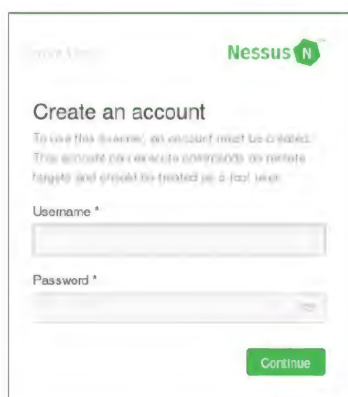 Nessus N
Create an account
To use this scanner, an account must be created.
This account can execute commands on remote
targets and should be treated as a root user.
Username *
Password *
Continue